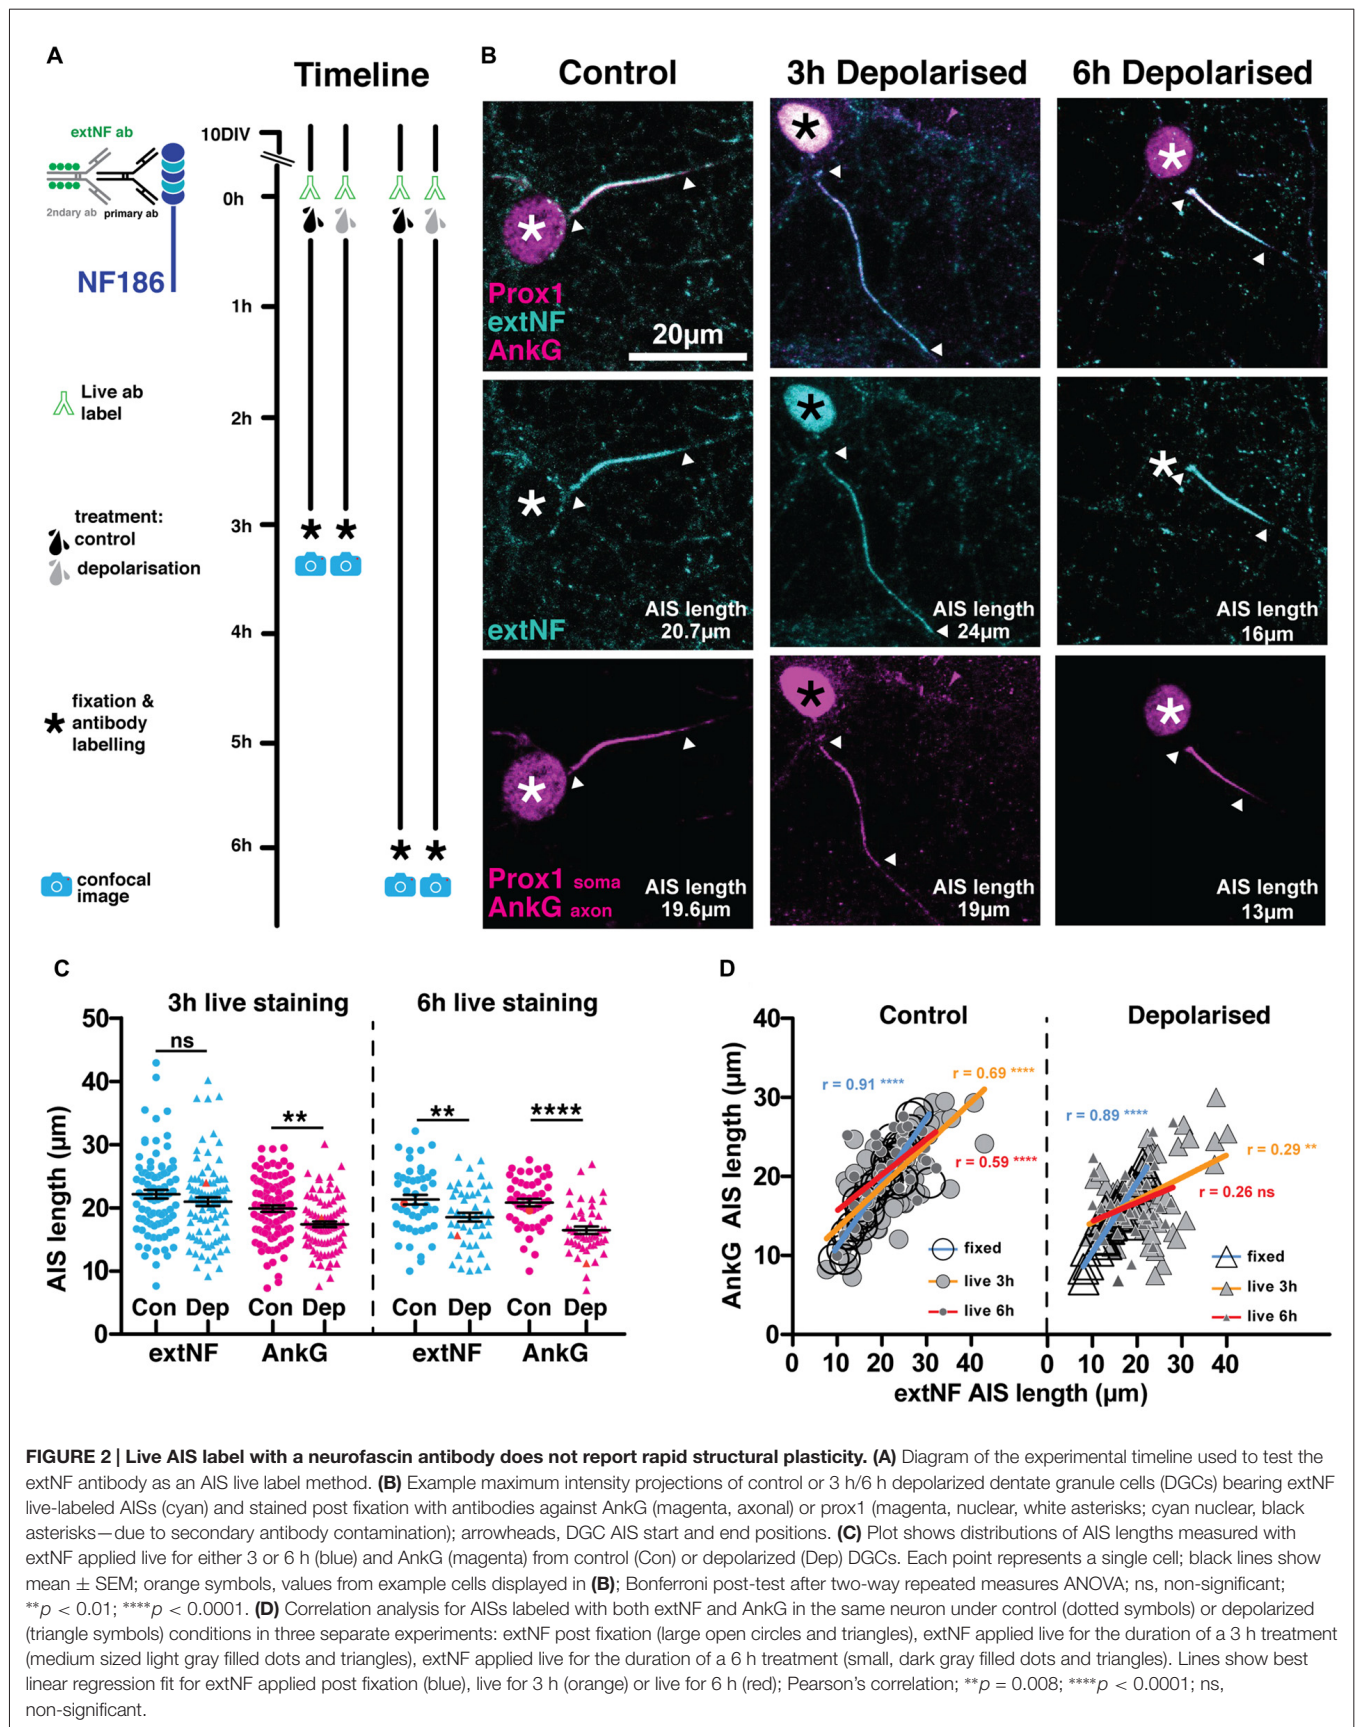 A
Timeline
extNF ab
2ndary ab
primary ab
NF186
Live ab
label
treatment:
control
depolarisation
fixation &
antibody
labelling
confocal
image
10DIV
0h
1h
2h
3h
4h
5h
6h
B
Control
3h Depolarised
6h Depolarised
Prox1
extNF
AnkG
20µm
extNF
AIS length
20.7µm
AIS length
24µm
AIS length
16µm
Prox1 soma
AnkG axon
AIS length
19.6µm
AIS length
19µm
AIS length
13µm
C
3h live staining
6h live staining
AIS length (µm)
50
40
30
20
10
0
ns
**
**
****
Con Dep
Con Dep
Con Dep
Con Dep
extNF
AnkG
extNF
AnkG
D
Control
Depolarised
AnkG AIS length (µm)
40
30
20
10
0
r = 0.91 ****
r = 0.69 ****
r = 0.59 ****
r = 0.89 ****
r = 0.29 **
r = 0.26 ns
fixed
live 3h
live 6h
fixed
live 3h
live 6h
0 10 20 30 40
0 10 20 30 40
extNF AIS length (µm)
FIGURE 2 | Live AIS label with a neurofascin antibody does not report rapid structural plasticity. (A) Diagram of the experimental timeline used to test the
extNF antibody as an AIS live label method. (B) Example maximum intensity projections of control or 3 h/6 h depolarized dentate granule cells (DGCs) bearing extNF
live-labeled AISs (cyan) and stained post fixation with antibodies against AnkG (magenta, axonal) or prox1 (magenta, nuclear, white asterisks; cyan nuclear, black
asterisks—due to secondary antibody contamination); arrowheads, DGC AIS start and end positions. (C) Plot shows distributions of AIS lengths measured with
extNF applied live for either 3 or 6 h (blue) and AnkG (magenta) from control (Con) or depolarized (Dep) DGCs. Each point represents a single cell; black lines show
mean ± SEM; orange symbols, values from example cells displayed in (B); Bonferroni post-test after two-way repeated measures ANOVA; ns, non-significant;
**p < 0.01; ****p < 0.0001. (D) Correlation analysis for AISs labeled with both extNF and AnkG in the same neuron under control (dotted symbols) or depolarized
(triangle symbols) conditions in three separate experiments: extNF post fixation (large open circles and triangles), extNF applied live for the duration of a 3 h treatment
(medium sized light gray filled dots and triangles), extNF applied live for the duration of a 6 h treatment (small, dark gray filled dots and triangles). Lines show best
linear regression fit for extNF applied post fixation (blue), live for 3 h (orange) or live for 6 h (red); Pearson's correlation; **p = 0.008; ****p < 0.0001; ns,
non-significant.